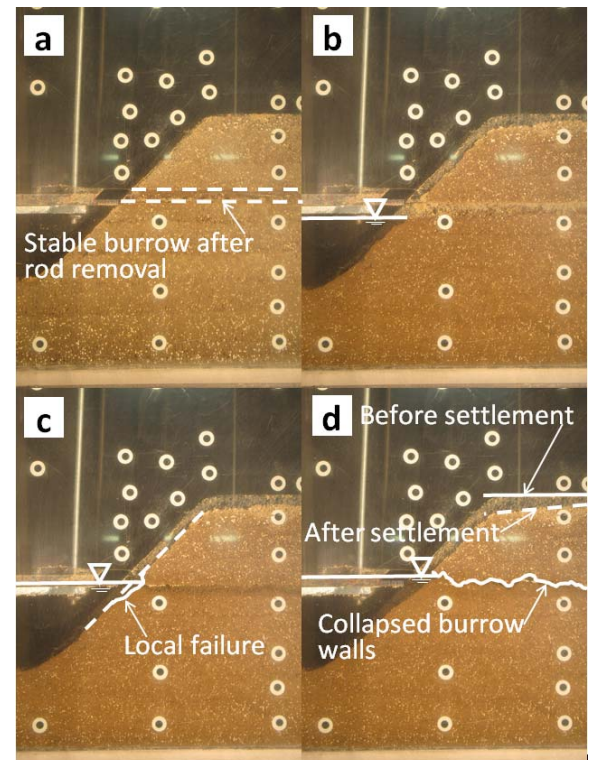 a
b
Stable burrow after
rod removal
c
d
Before settlement
After settlement
Local failure
Collapsed burrow
walls